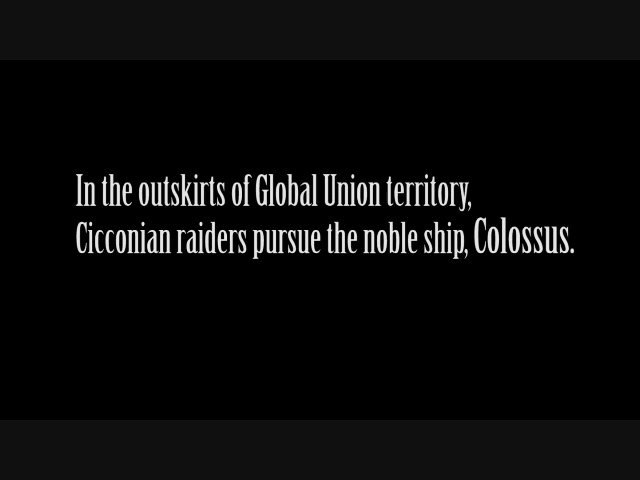 In the outskirts of Global Union territory,
Cicconian raiders pursue the noble ship, Colossus.